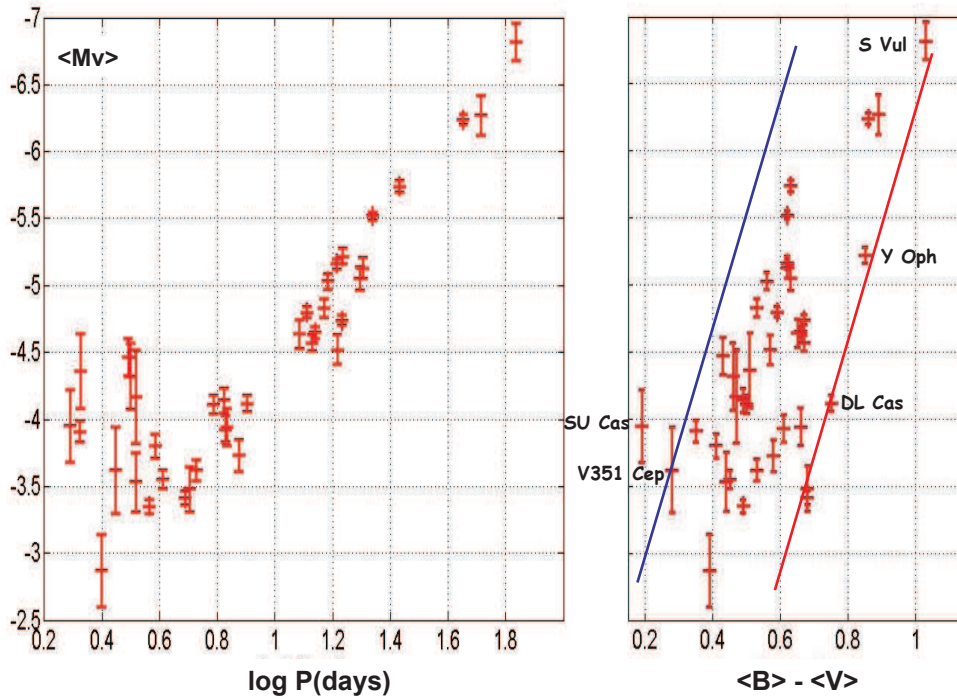 -7
-6.5
-6
-5.5
-5
-4.5
-4
-3.5
-3
-2.5
<Mv>
0.2 0.4 0.6 0.8 1 1.2 1.4 1.6 1.8
log P(days)
S Vul
Y Oph
DL Cas
SU Cas
V351 Cep
0.2 0.4 0.6 0.8 1
<B> - <V>